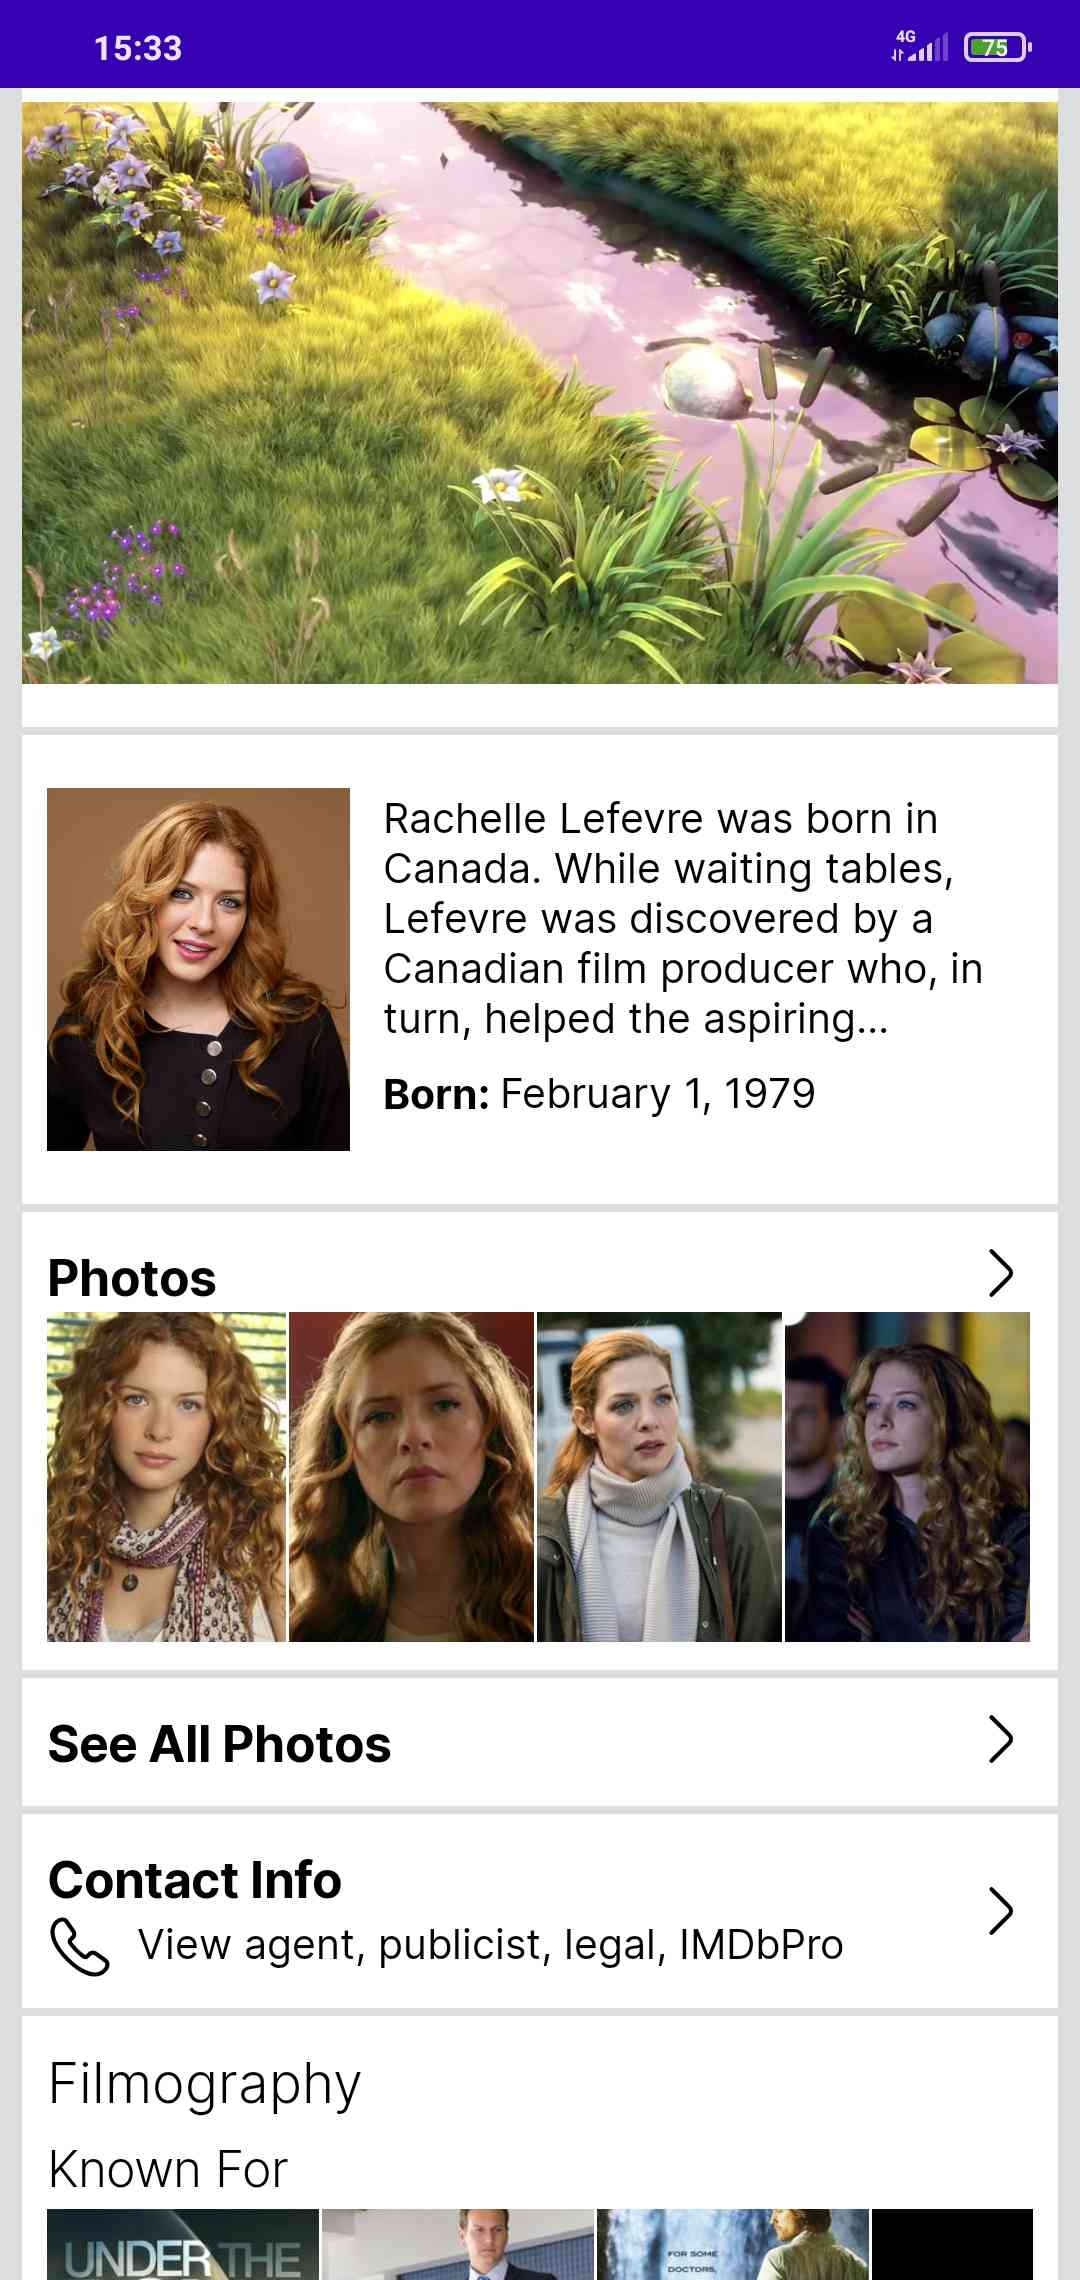 15:33
4G
75
Rachelle Lefevre was born in
Canada. While waiting tables,
Lefevre was discovered by a
Canadian film producer who, in
turn, helped the aspiring...
Born: February 1, 1979
Photos
See All Photos
Contact Info
View agent, publicist, legal, IMDbPro
Filmography
Known For
UNDER THE
FOR SOME
DOCTORS,